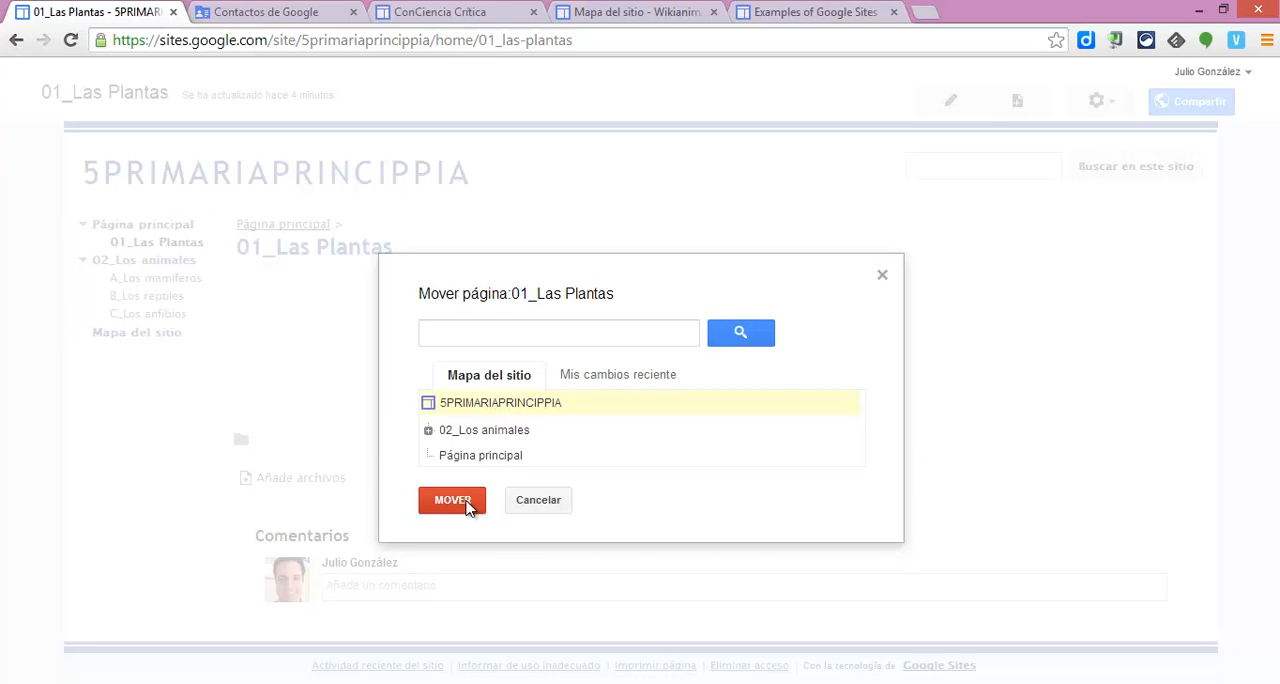 01_Las Plantas - 5PRIMAR
Contactos de Google
ConCiencia Crítica
Mapa del sitio - Wikianim
Examples of Google Sites
https://sites.google.com/site/5primariaprincippia/home/01_las-plantas
Julio González
01_Las Plantas Se ha actualizado hace 4 minutos.
Compartir
5PRIMARIAPRINCIPPIA
Buscar en este sitio
Página principal
01_Las Plantas
02_Los animales
A_Los mamíferos
B_Los reptiles
C_Los anfibios
Mapa del sitio
Página principal >
01_Las Plantas
Mover página:01_Las Plantas
Mapa del sitio Mis cambios reciente
5PRIMARIAPRINCIPPIA
02_Los animales
Página principal
MOVER Cancelar
Añade archivos
Comentarios
Julio González
Añade un comentario
Actividad reciente del sitio | Informar de uso inadecuado | Imprimir página | Eliminar acceso | Con la tecnología de Google Sites